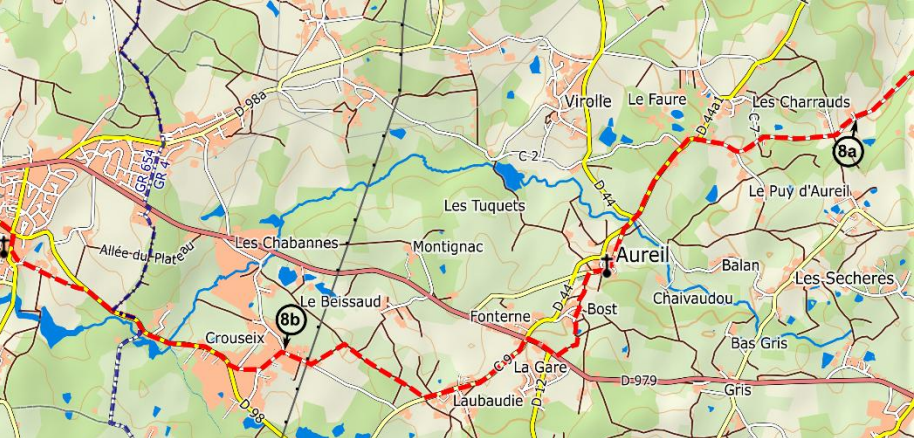 D-98a
Virolle
Le Faure
D-44a1
C-7
Les Charrauds
8a
GR 654
GR 4
C 2
D-44
Le Puy d'Aureil
Les Tuquets
Allée-du-Plateau
Les Chabannes
Montignac
Aureil
Balan
Les Sècheres
Le Beissaud
8b
D-44
Chaivaudou
Fonterne
Bost
Crouseix
Bas Gris
C-9
La Gare
D-979
Gris
D-98
Laubaudie
D-12